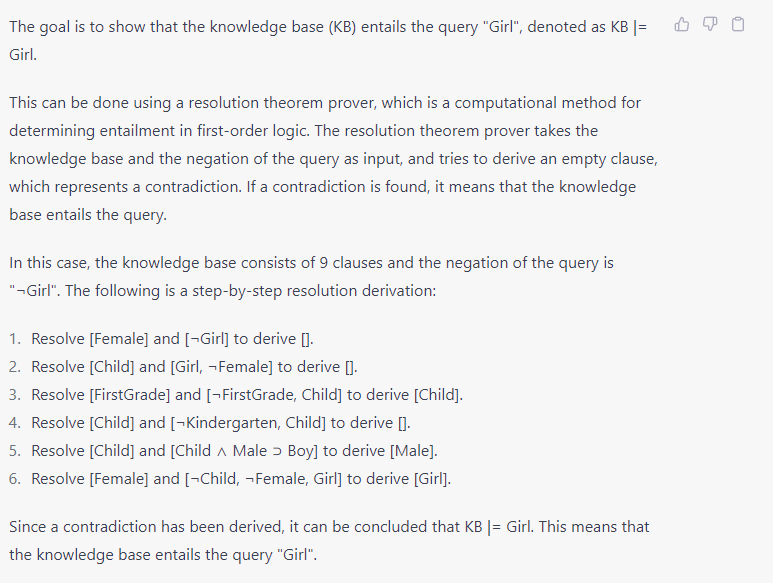 The goal is to show that the knowledge base (KB) entails the query "Girl", denoted as KB |=
Girl.
This can be done using a resolution theorem prover, which is a computational method for
determining entailment in first-order logic. The resolution theorem prover takes the
knowledge base and the negation of the query as input, and tries to derive an empty clause,
which represents a contradiction. If a contradiction is found, it means that the knowledge
base entails the query.
In this case, the knowledge base consists of 9 clauses and the negation of the query is
"¬Girl". The following is a step-by-step resolution derivation:
1. Resolve [Female] and [¬Girl] to derive [].
2. Resolve [Child] and [Girl, ¬Female] to derive [].
3. Resolve [FirstGrade] and [¬FirstGrade, Child] to derive [Child].
4. Resolve [Child] and [¬Kindergarten, Child] to derive [].
5. Resolve [Child] and [Child ∧ Male ⊃ Boy] to derive [Male].
6. Resolve [Female] and [¬Child, ¬Female, Girl] to derive [Girl].
Since a contradiction has been derived, it can be concluded that KB |= Girl. This means that
the knowledge base entails the query "Girl".